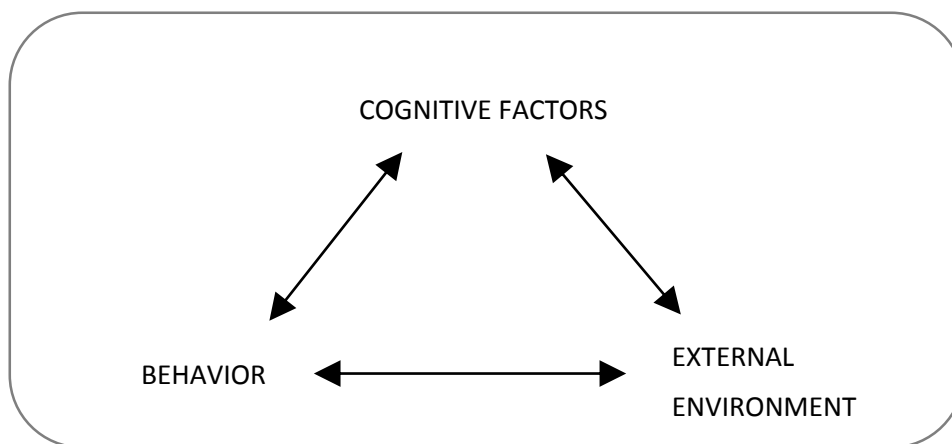 COGNITIVE FACTORS
BEHAVIOR
EXTERNAL
ENVIRONMENT